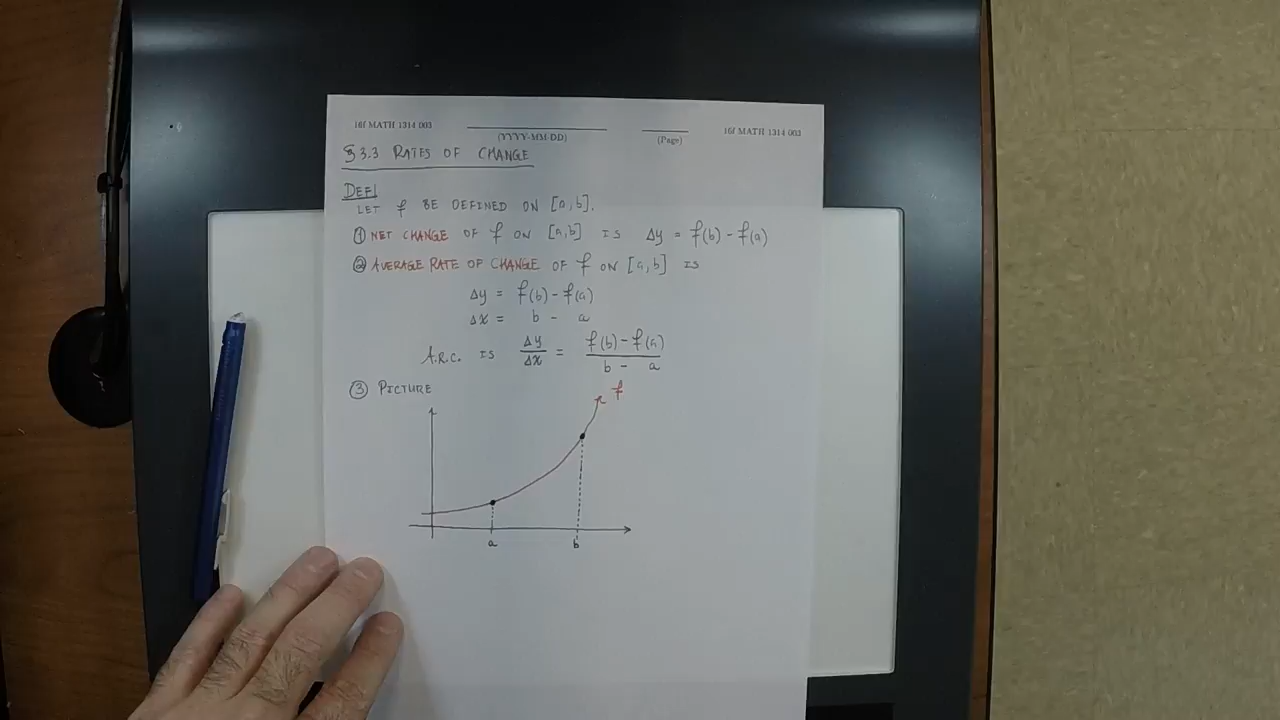 16f MATH 1314 003 (YYYY-MM-DD) (Page) 16f MATH 1314 003
§ 3.3 RATES OF CHANGE
DEF|
LET f BE DEFINED ON [a,b].
① NET CHANGE OF f ON [a,b] IS Δy = f(b) - f(a)
② AVERAGE RATE OF CHANGE OF f ON [a,b] IS
Δy = f(b) - f(a)
Δx = b - a
A.R.C. IS Δy/Δx = f(b) - f(a)/b - a
③ PICTURE
f
a b